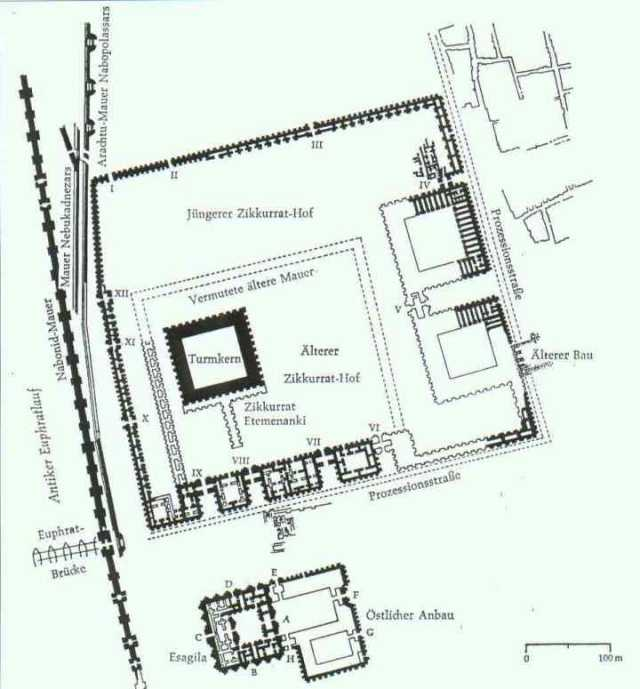 Arachtu-Mauer Nabopolassars
Mauer Nebukadnezars
Nabonid-Mauer
Antiker Euphratlauf
I
II
III
IV
Jüngerer Zikkurrat-Hof
Prozessionsstraße
Vermutete ältere Mauer
XII
XI
V
Turmkern
Älterer
Zikkurrat-Hof
Älterer Bau
Zikkurrat
Etemenanki
X
IX
VIII
VII
VI
Prozessionsstraße
Euphrat-
Brücke
D
E
F
A
Östlicher Anbau
C
G
Esagila
B
H
0
100 m